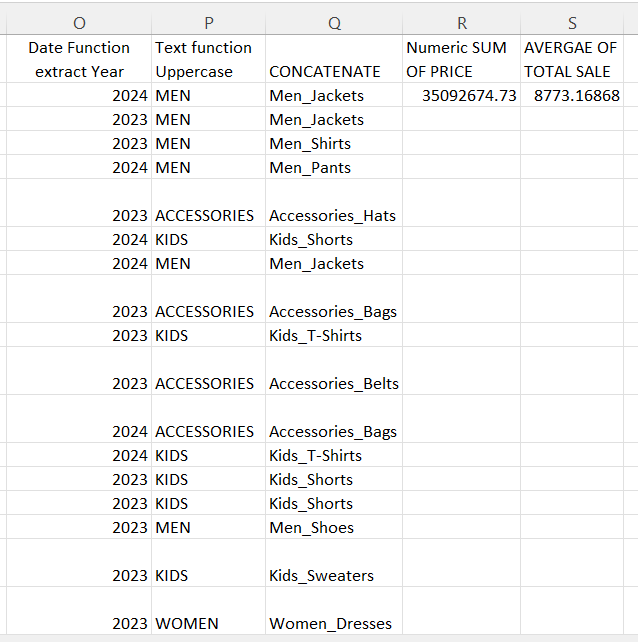 O P Q R S
Date Function Text function Numeric SUM AVERGAE OF
extract Year Uppercase CONCATENATE OF PRICE TOTAL SALE
2024 MEN Men_Jackets 35092674.73 8773.16868
2023 MEN Men_Jackets
2023 MEN Men_Shirts
2024 MEN Men_Pants
2023 ACCESSORIES Accessories_Hats
2024 KIDS Kids_Shorts
2024 MEN Men_Jackets
2023 ACCESSORIES Accessories_Bags
2023 KIDS Kids_T-Shirts
2023 ACCESSORIES Accessories_Belts
2024 ACCESSORIES Accessories_Bags
2024 KIDS Kids_T-Shirts
2023 KIDS Kids_Shorts
2023 KIDS Kids_Shorts
2023 MEN Men_Shoes
2023 KIDS Kids_Sweaters
2023 WOMEN Women_Dresses